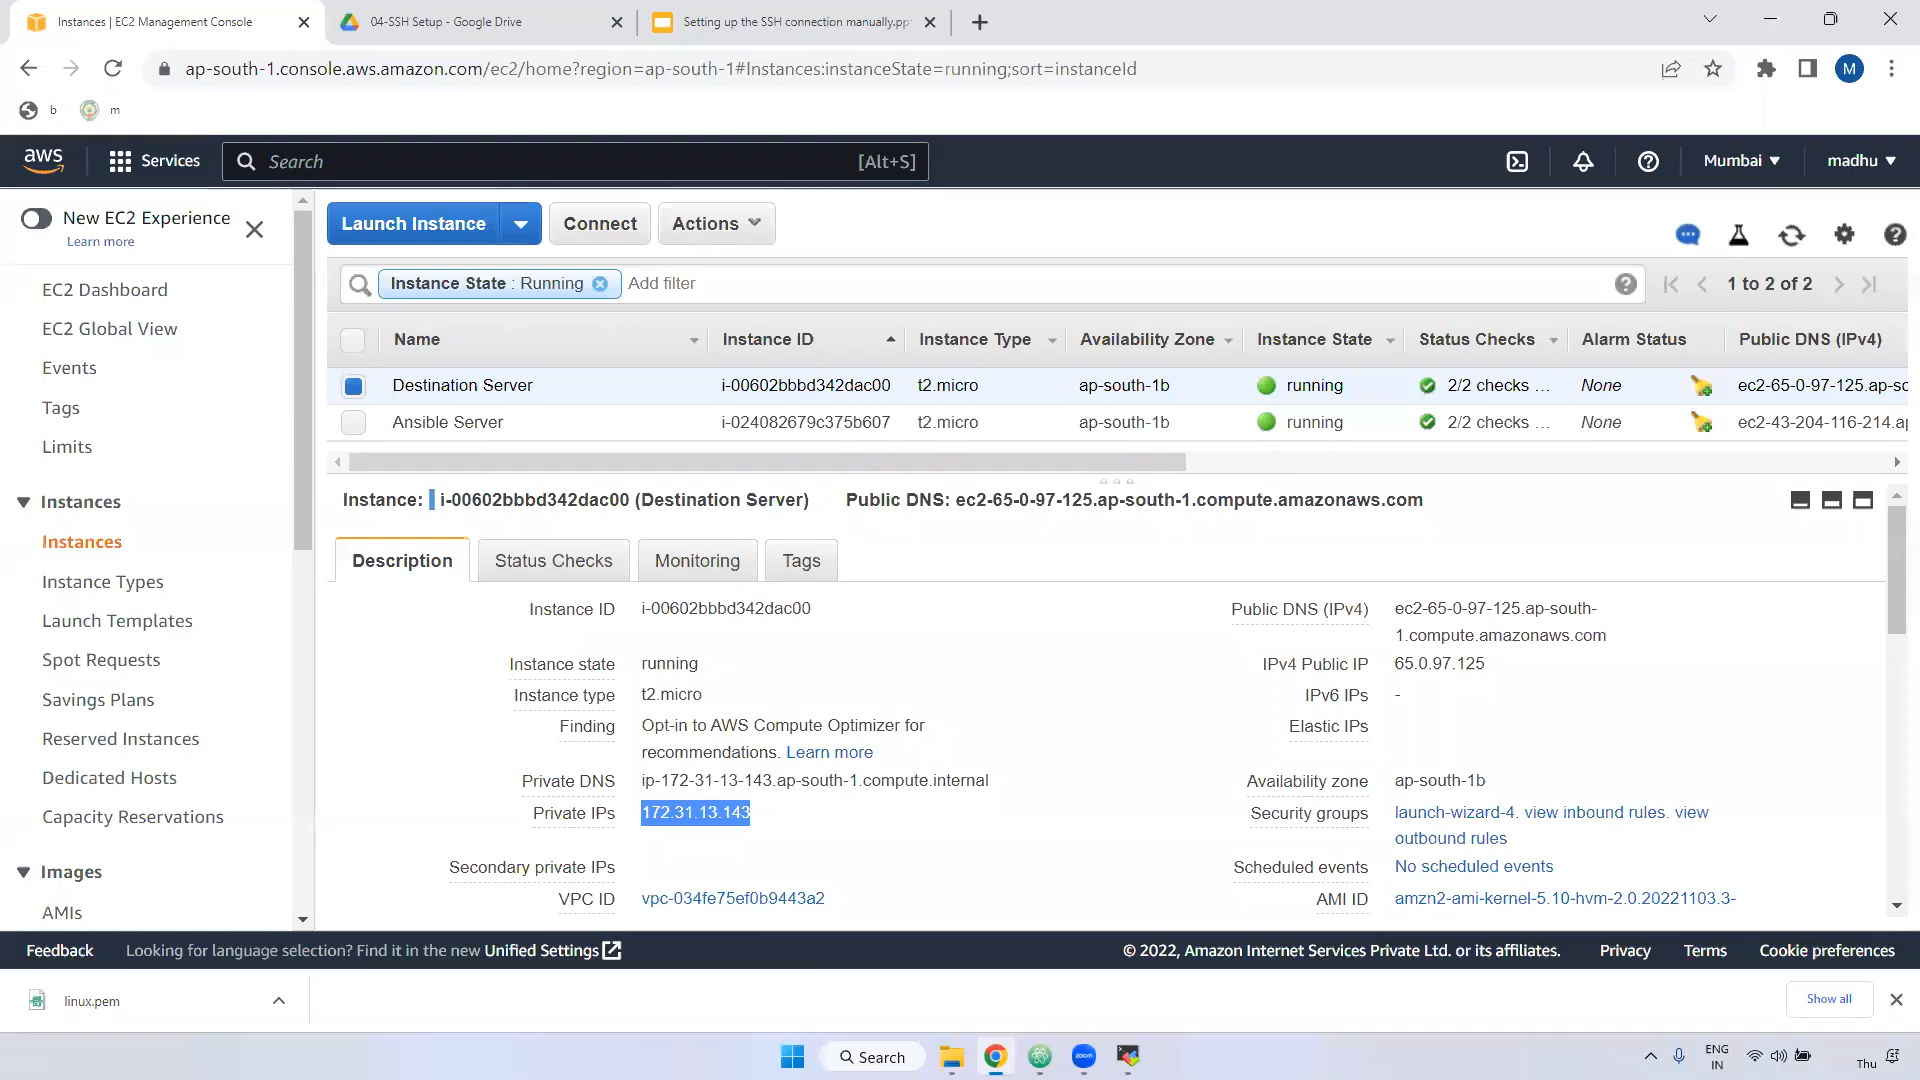 Instances | EC2 Management Console
04-SSH Setup - Google Drive
Setting up the SSH connection manually.pp
ap-south-1.console.aws.amazon.com/ec2/home?region=ap-south-1#Instances:instanceState=running;sort=instanceId
M
b
m
aws
Services
Search
[Alt+S]
Mumbai
madhu
New EC2 Experience
Learn more
EC2 Dashboard
EC2 Global View
Events
Tags
Limits
Instances
Instances
Instance Types
Launch Templates
Spot Requests
Savings Plans
Reserved Instances
Dedicated Hosts
Capacity Reservations
Images
AMIs
Launch Instance
Connect
Actions
Instance State : Running
Add filter
1 to 2 of 2
Name Instance ID Instance Type Availability Zone Instance State Status Checks Alarm Status Public DNS (IPv4)
Destination Server i-00602bbbd342dac00 t2.micro ap-south-1b running 2/2 checks ... None ec2-65-0-97-125.ap-sc
Ansible Server i-024082679c375b607 t2.micro ap-south-1b running 2/2 checks ... None ec2-43-204-116-214.a
Instance: i-00602bbbd342dac00 (Destination Server) Public DNS: ec2-65-0-97-125.ap-south-1.compute.amazonaws.com
Description
Status Checks
Monitoring
Tags
Instance ID i-00602bbbd342dac00
Instance state running
Instance type t2.micro
Finding Opt-in to AWS Compute Optimizer for
recommendations. Learn more
Private DNS ip-172-31-13-143.ap-south-1.compute.internal
Private IPs 172.31.13.143
Secondary private IPs
VPC ID vpc-034fe75ef0b9443a2
Public DNS (IPv4) ec2-65-0-97-125.ap-south-
1.compute.amazonaws.com
IPv4 Public IP 65.0.97.125
IPv6 IPs -
Elastic IPs
Availability zone ap-south-1b
Security groups launch-wizard-4. view inbound rules. view
outbound rules
Scheduled events No scheduled events
AMI ID amzn2-ami-kernel-5.10-hvm-2.0.20221103.3-
Feedback
Looking for language selection? Find it in the new Unified Settings
© 2022, Amazon Internet Services Private Ltd. or its affiliates.
Privacy
Terms
Cookie preferences
linux.pem
Show all
Search
zoom
ENG
IN
Thu